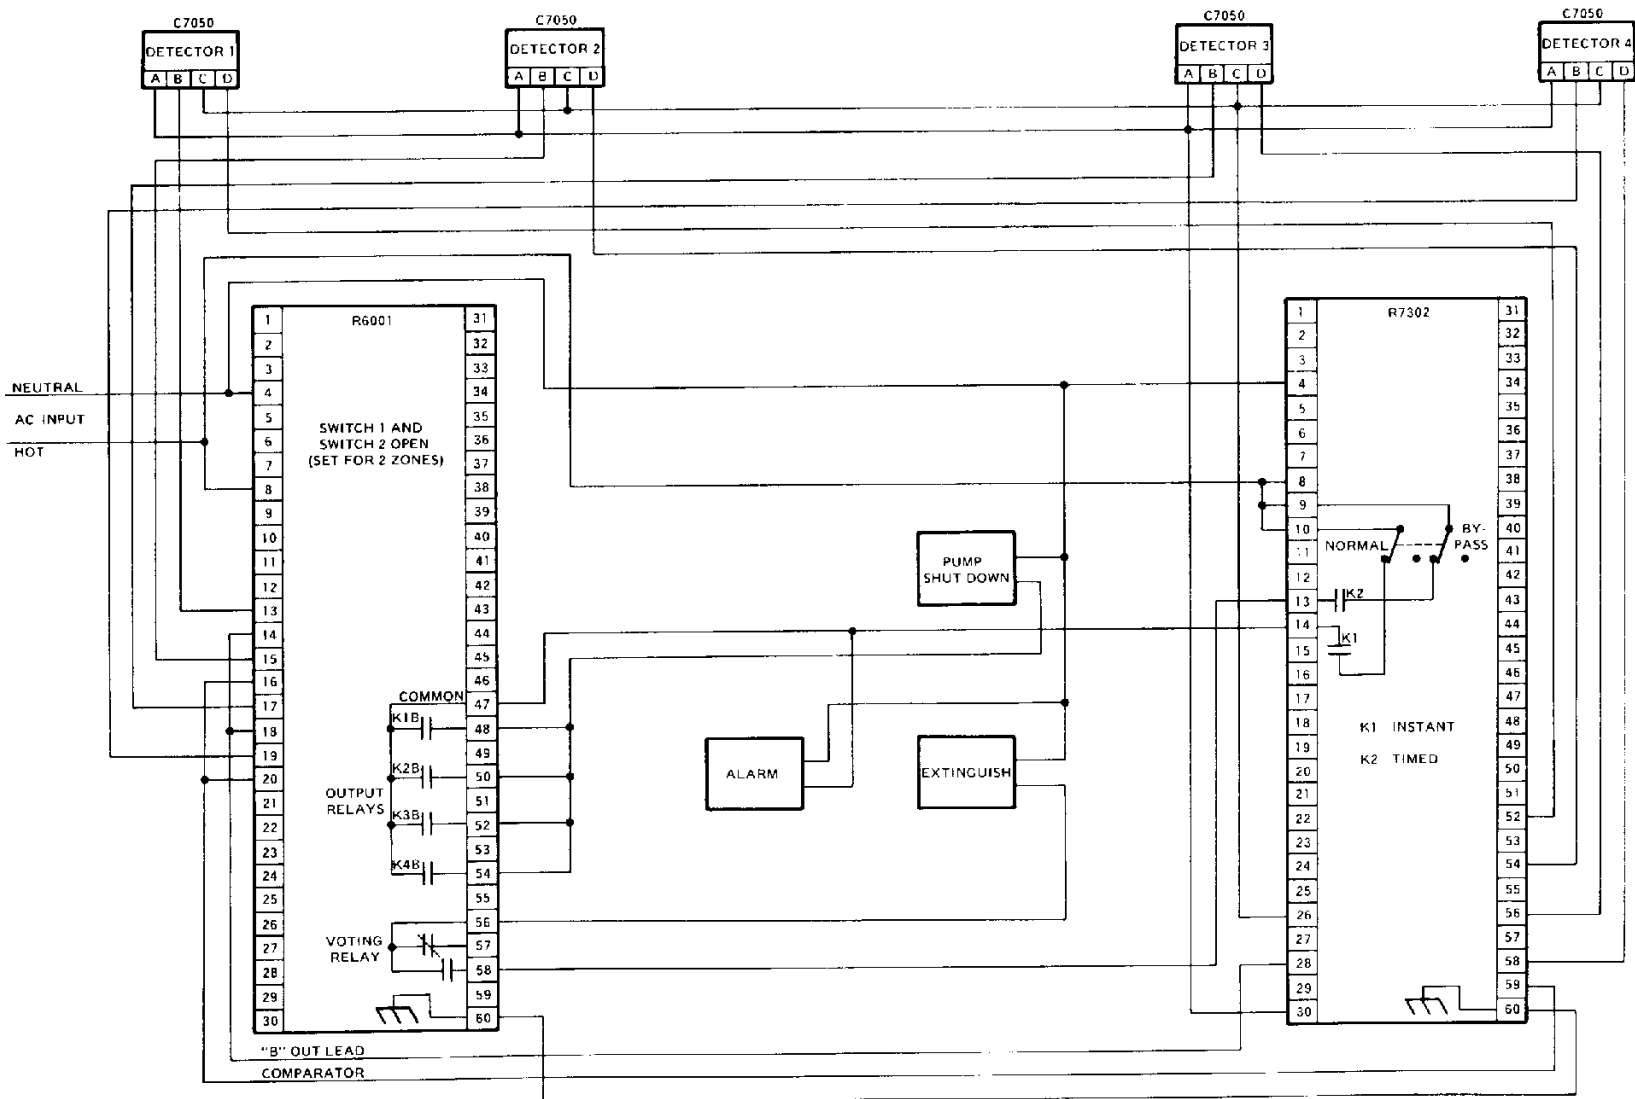 C7050
C7050
C7050
C7050
DETECTOR 1
A B C D
DETECTOR 2
A B C D
DETECTOR 3
A B C D
DETECTOR 4
A B C D
NEUTRAL
AC INPUT
HOT
R6001
SWITCH 1 AND
SWITCH 2 OPEN
(SET FOR 2 ZONES)
1
2
3
4
5
6
7
8
9
10
11
12
13
14
15
16
17
18
19
20
21
22
23
24
25
26
27
28
29
30
COMMON
K1B
K2B
OUTPUT
RELAYS
K3B
K4B
VOTING
RELAY
31
32
33
34
35
36
37
38
39
40
41
42
43
44
45
46
47
48
49
50
51
52
53
54
55
56
57
58
59
60
"B" OUT LEAD
COMPARATOR
PUMP
SHUT DOWN
ALARM
EXTINGUISH
R7302
1
2
3
4
5
6
7
8
9
10
11
12
13
14
15
16
17
18
19
20
21
22
23
24
25
26
27
28
29
30
NORMAL
BY-
PASS
K2
K1
K1 INSTANT
K2 TIMED
31
32
33
34
35
36
37
38
39
40
41
42
43
44
45
46
47
48
49
50
51
52
53
54
55
56
57
58
59
60